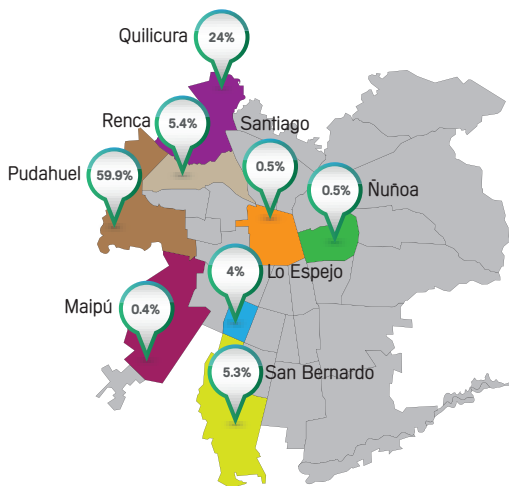 Quilicura
24%
Renca
5.4%
Santiago
0.5%
Pudahuel
59.9%
0.5%
Ñuñoa
4%
Lo Espejo
Maipú
0.4%
5.3%
San Bernardo